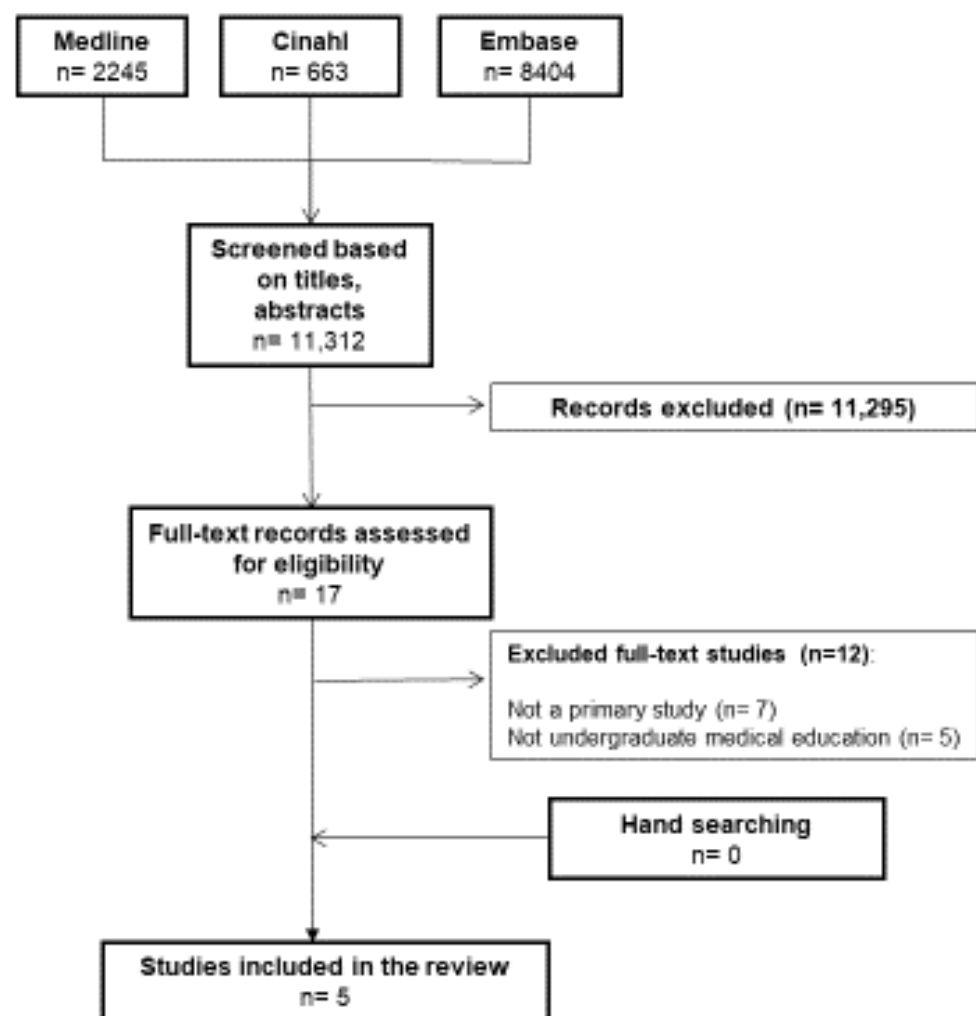 Medline
n= 2245
Cinahl
n= 663
Embase
n= 8404
Screened based
on titles,
abstracts
n= 11,312
Records excluded (n= 11,295)
Full-text records assessed
for eligibility
n= 17
Excluded full-text studies (n=12):
Not a primary study (n= 7)
Not undergraduate medical education (n= 5)
Hand searching
n= 0
Studies included in the review
n= 5